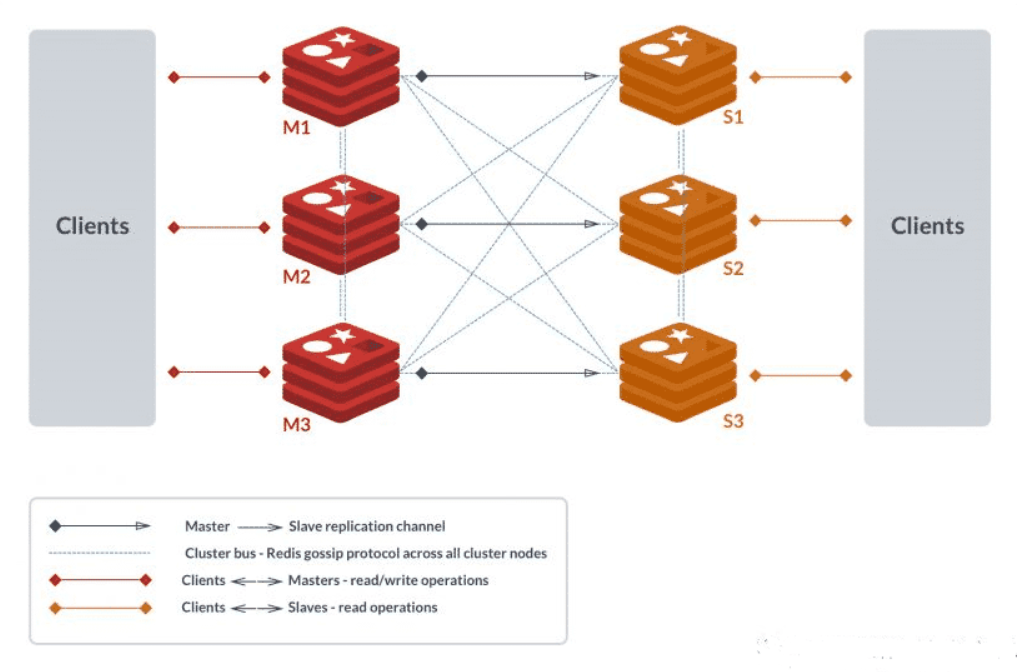 Clients
M1
M2
M3
S1
S2
S3
Clients
Master Slave replication channel
Cluster bus - Redis gossip protocol across all cluster nodes
Clients Masters - read/write operations
Clients Slaves - read operations